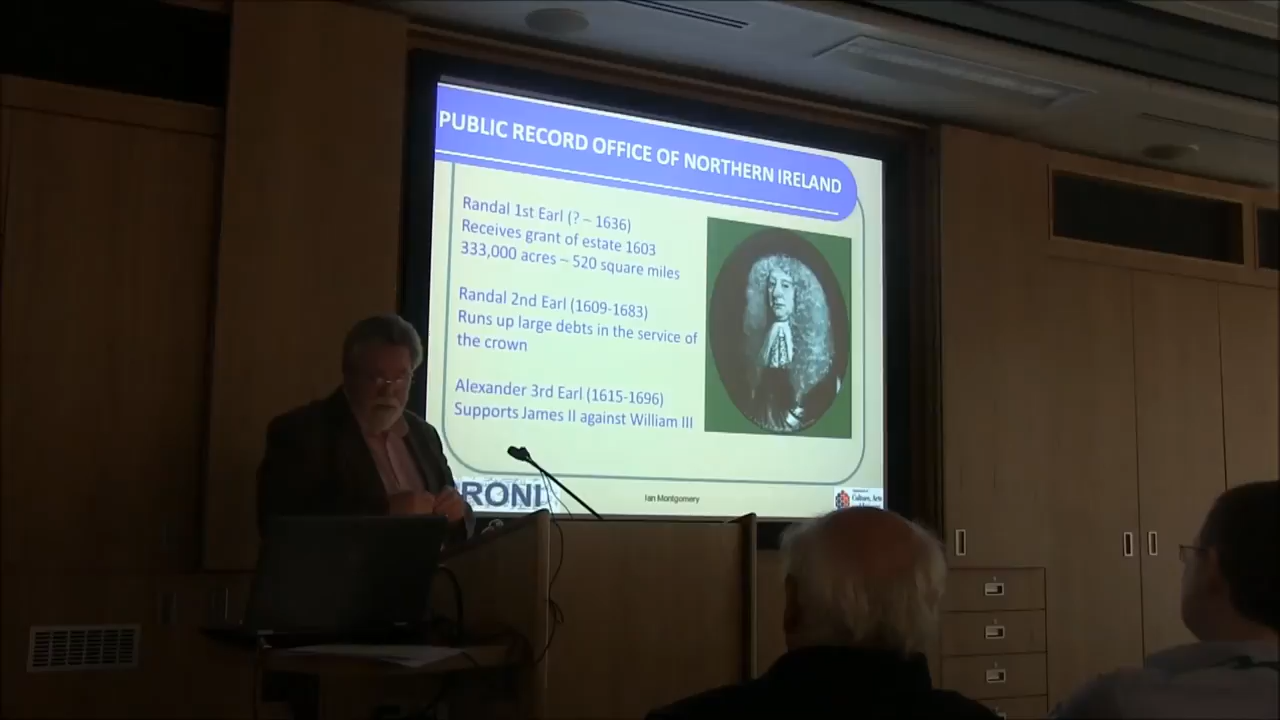 PUBLIC RECORD OFFICE OF NORTHERN IRELAND
Randal 1st Earl (? – 1636)
Receives grant of estate 1603
333,000 acres – 520 square miles
Randal 2nd Earl (1609-1683)
Runs up large debts in the service of
the crown
Alexander 3rd Earl (1615-1696)
Supports James II against William III
RONI
Ian Montgomery
Culture, Arts